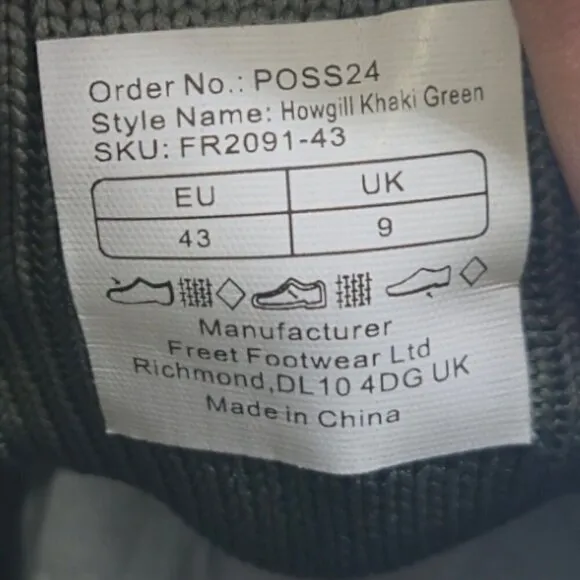 Order No.: POSS24
Style Name: Howgill Khaki Green
SKU: FR2091-43
EU UK
43 9
Manufacturer
Freet Footwear Ltd
Richmond,DL10 4DG UK
Made in China